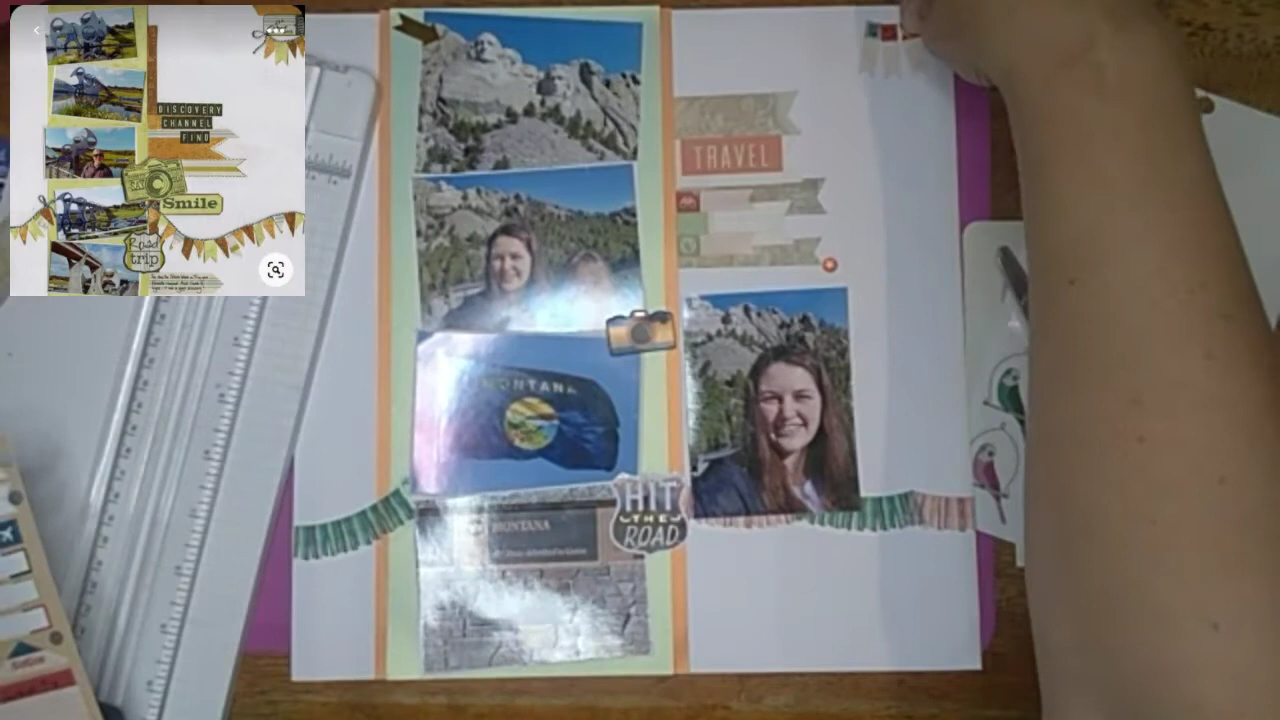 DISCOVERY
CHANNEL
FIND
Smile
Road
trip
TRAVEL
MONTANA
HIT
THE
ROAD
MONTANA